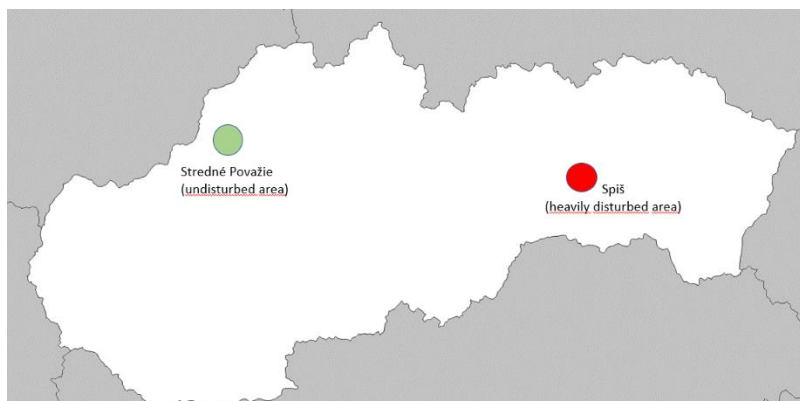 Stredné Považie
(undisturbed area)
Spiš
(heavily disturbed area)